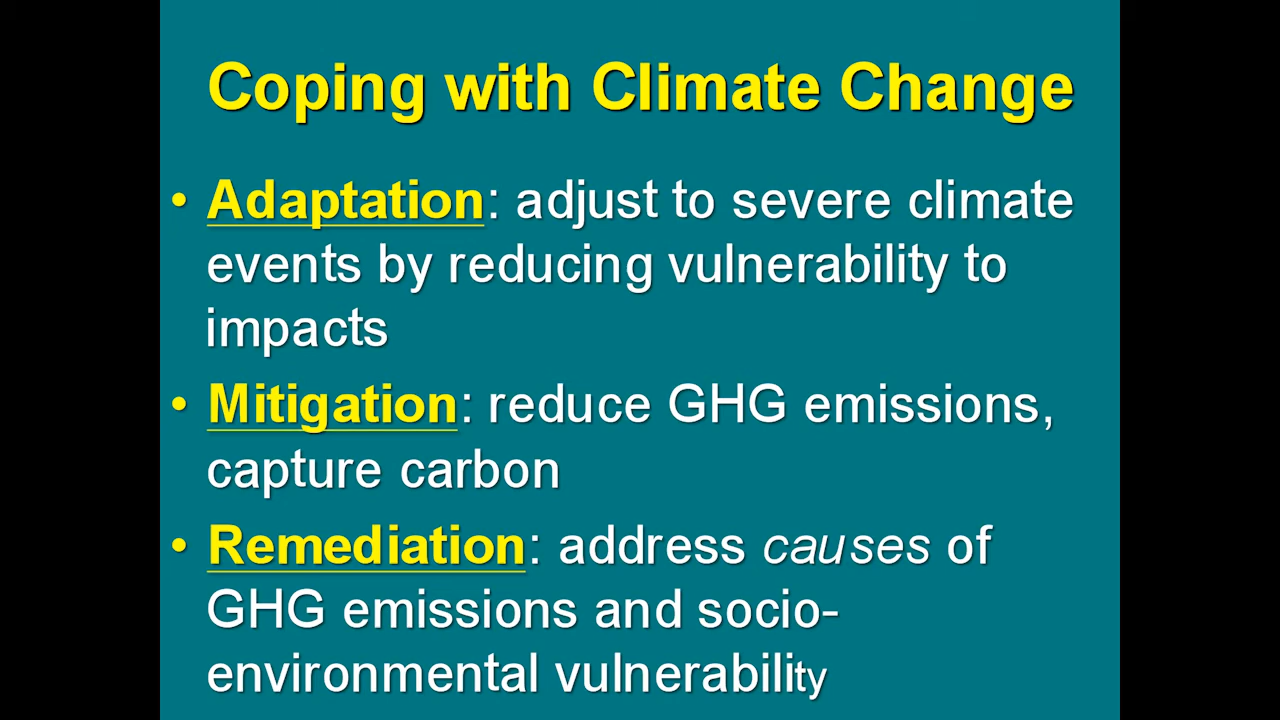 Coping with Climate Change
• Adaptation: adjust to severe climate
events by reducing vulnerability to
impacts
• Mitigation: reduce GHG emissions,
capture carbon
• Remediation: address causes of
GHG emissions and socio-
environmental vulnerability